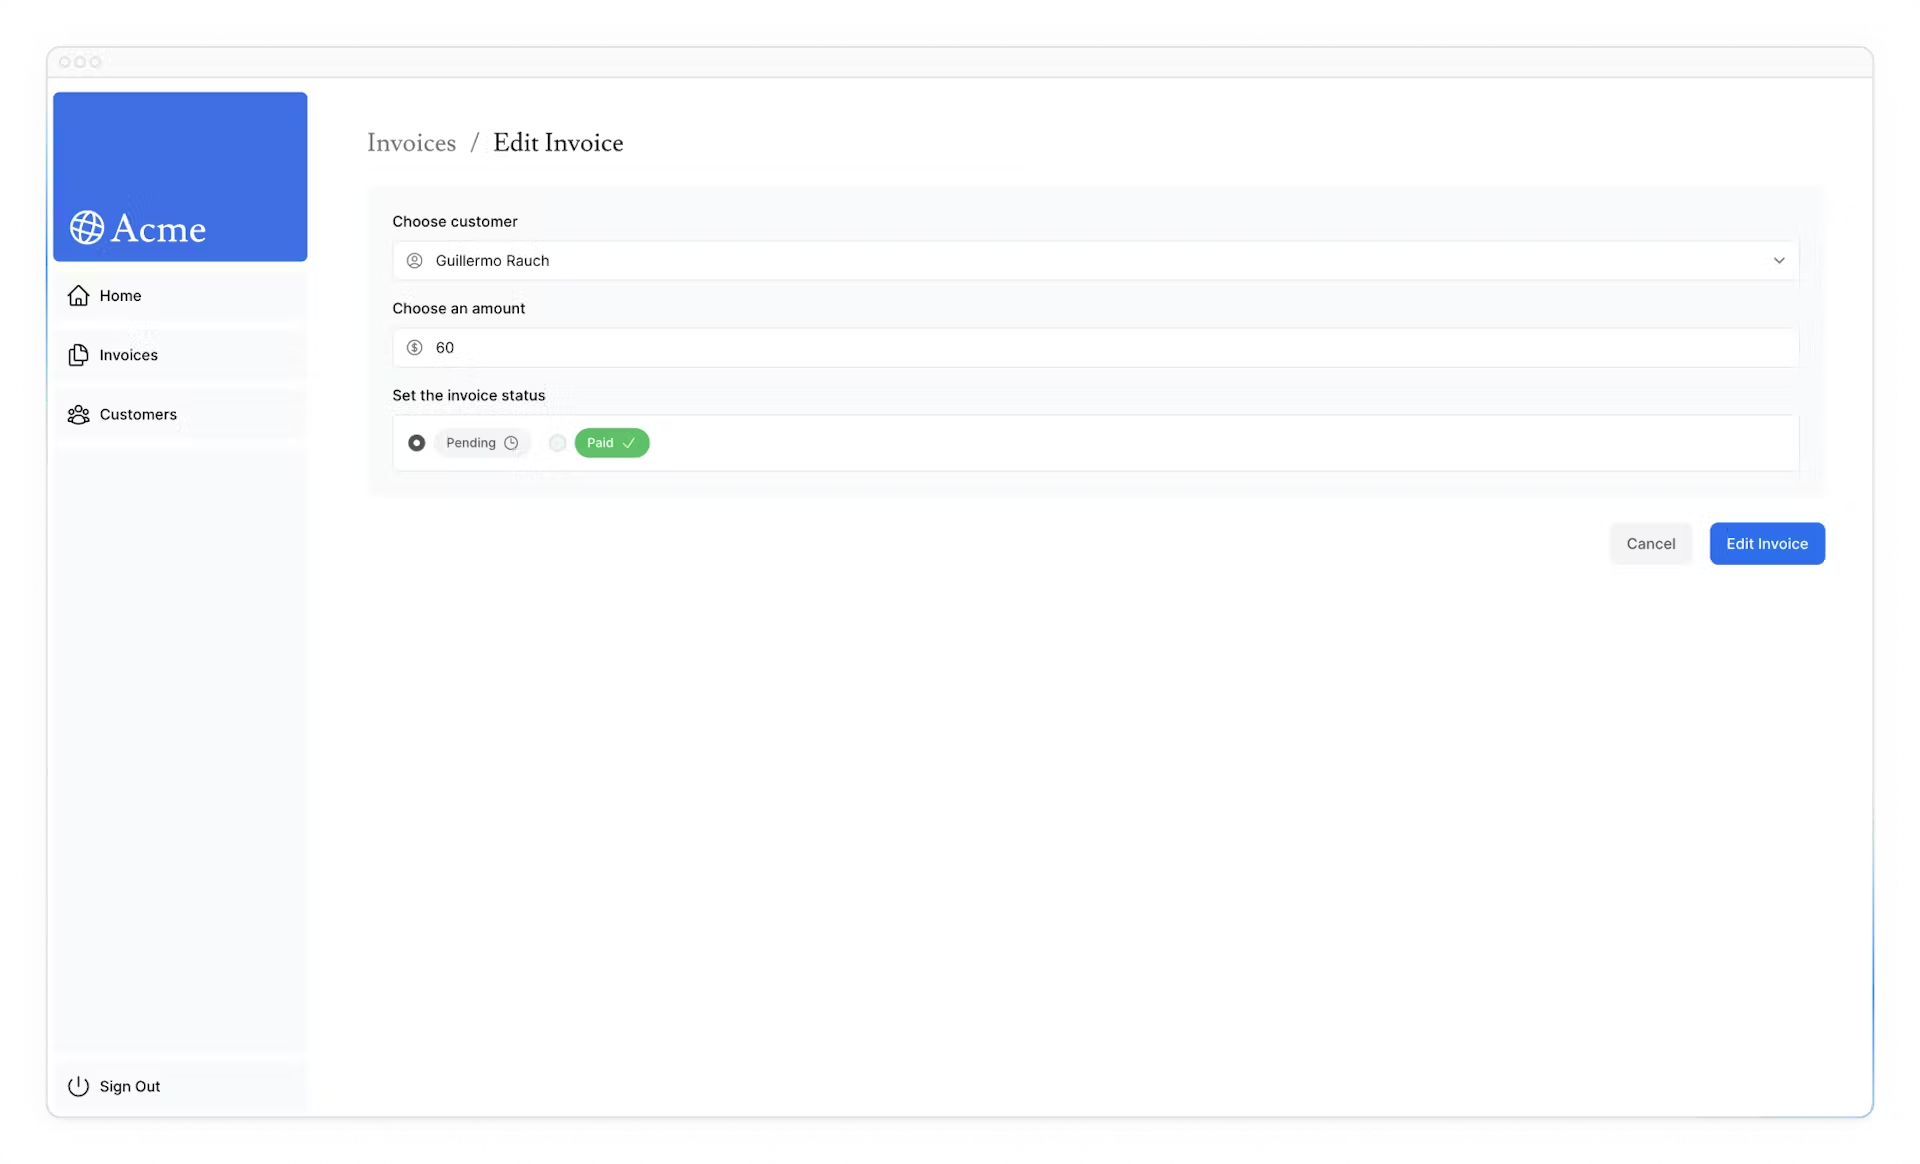 Acme
Home
Invoices
Customers
Sign Out
Invoices / Edit Invoice
Choose customer
Guillermo Rauch
Choose an amount
60
Set the invoice status
Pending Paid
Cancel Edit Invoice